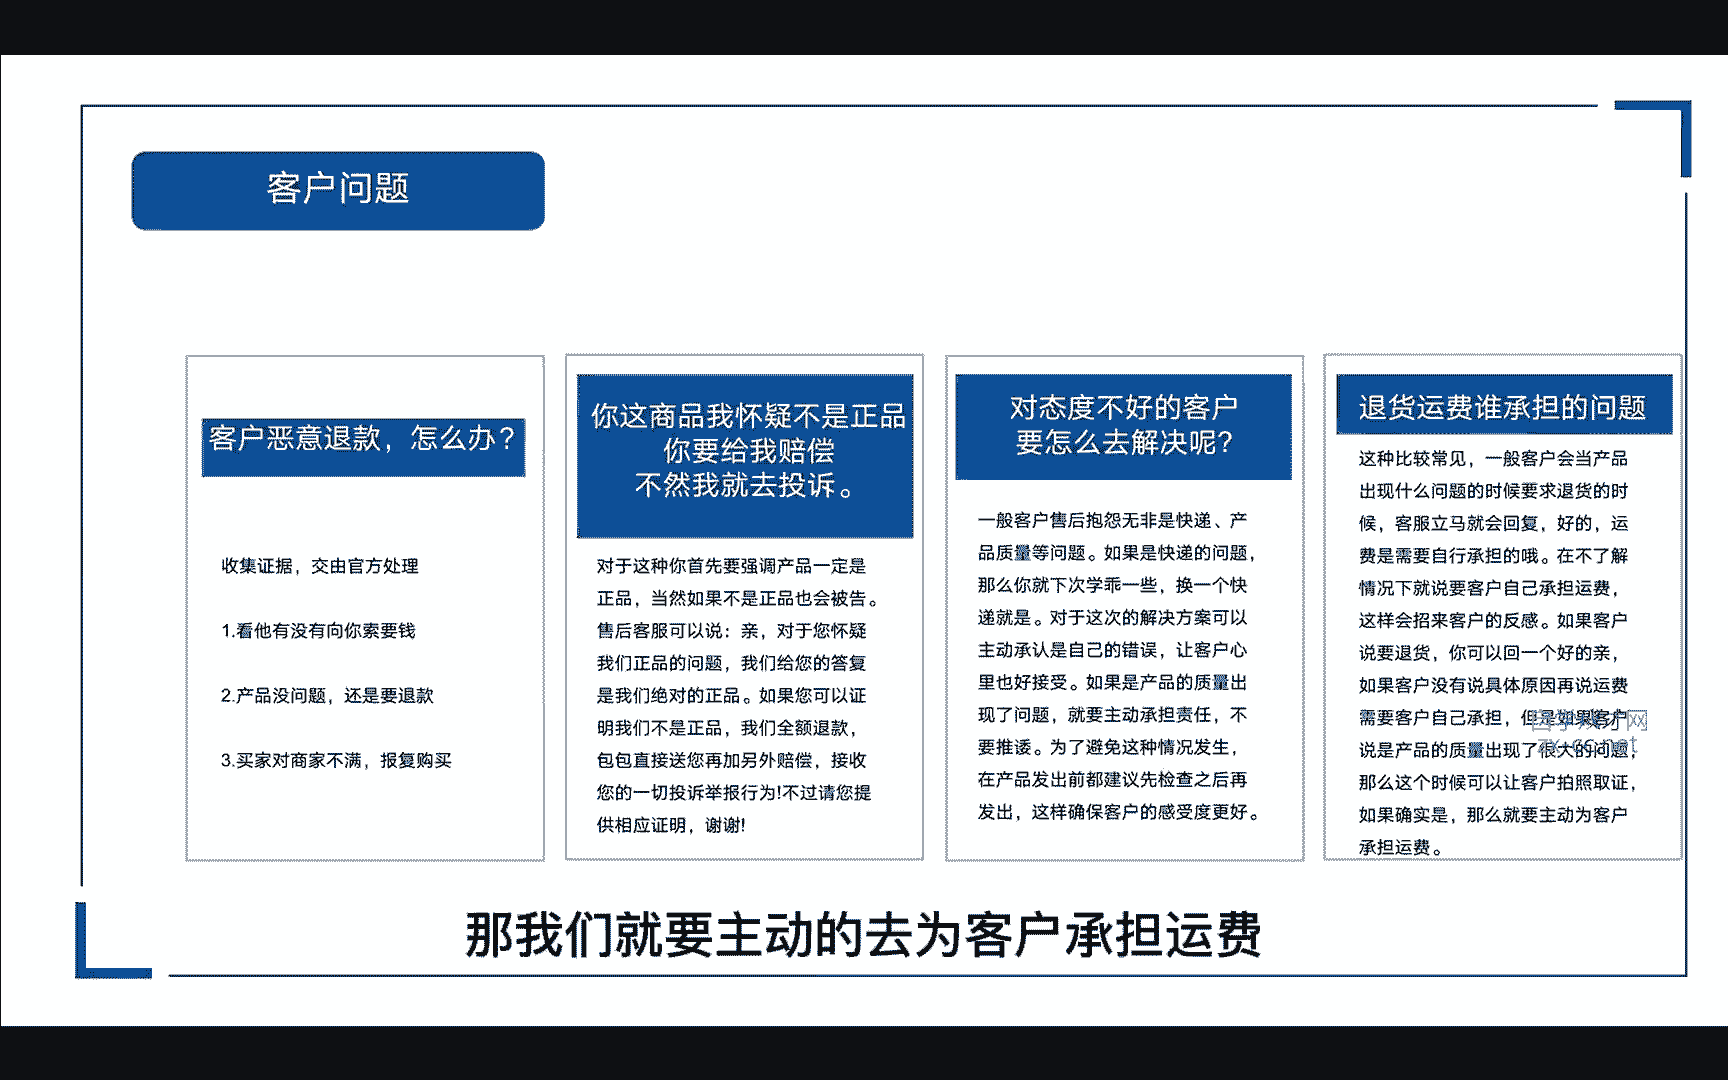 客户问题
客户恶意退款，怎么办？
收集证据，交由官方处理
1.看他有没有向你索要钱
2.产品没问题，还是要退款
3.买家对商家不满，报复购买
你这商品我怀疑不是正品
你要给我赔偿
不然我就去投诉。
对于这种你首先要强调产品一定是
正品，当然如果不是正品也会被告。
售后客服可以说：亲，对于您怀疑
我们正品的问题，我们给您的答复
是我们绝对的正品。如果您可以证
明我们不是正品，我们全额退款，
包包直接送您再加另外赔偿，接收
您的一切投诉举报行为!不过请您提
供相应证明，谢谢!
对态度不好的客户
要怎么去解决呢?
一般客户售后抱怨无非是快递、产
品质量等问题。如果是快递的问题，
那么你就下次学乖一些，换一个快
递就是。对于这次的解决方案可以
主动承认是自己的错误，让客户心
里也好接受。如果是产品的质量出
现了问题，就要主动承担责任，不
要推诿。为了避免这种情况发生，
在产品发出前都建议先检查之后再
发出，这样确保客户的感受度更好。
退货运费谁承担的问题
这种比较常见，一般客户会当产品
出现什么问题的时候要求退货的时
候，客服立马就会回复，好的，运
费是需要自行承担的哦。在不了解
情况下就说要客户自己承担运费，
这样会招来客户的反感。如果客户
说要退货，你可以回一个好的亲，
如果客户没有说具体原因再说运费
需要客户自己承担，但是如果客户
说是产品的质量出现了很大的问题，
那么这个时候可以让客户拍照取证，
如果确实是，那么就要主动为客户
承担运费。
zx-cc.net
那我们就要主动的去为客户承担运费